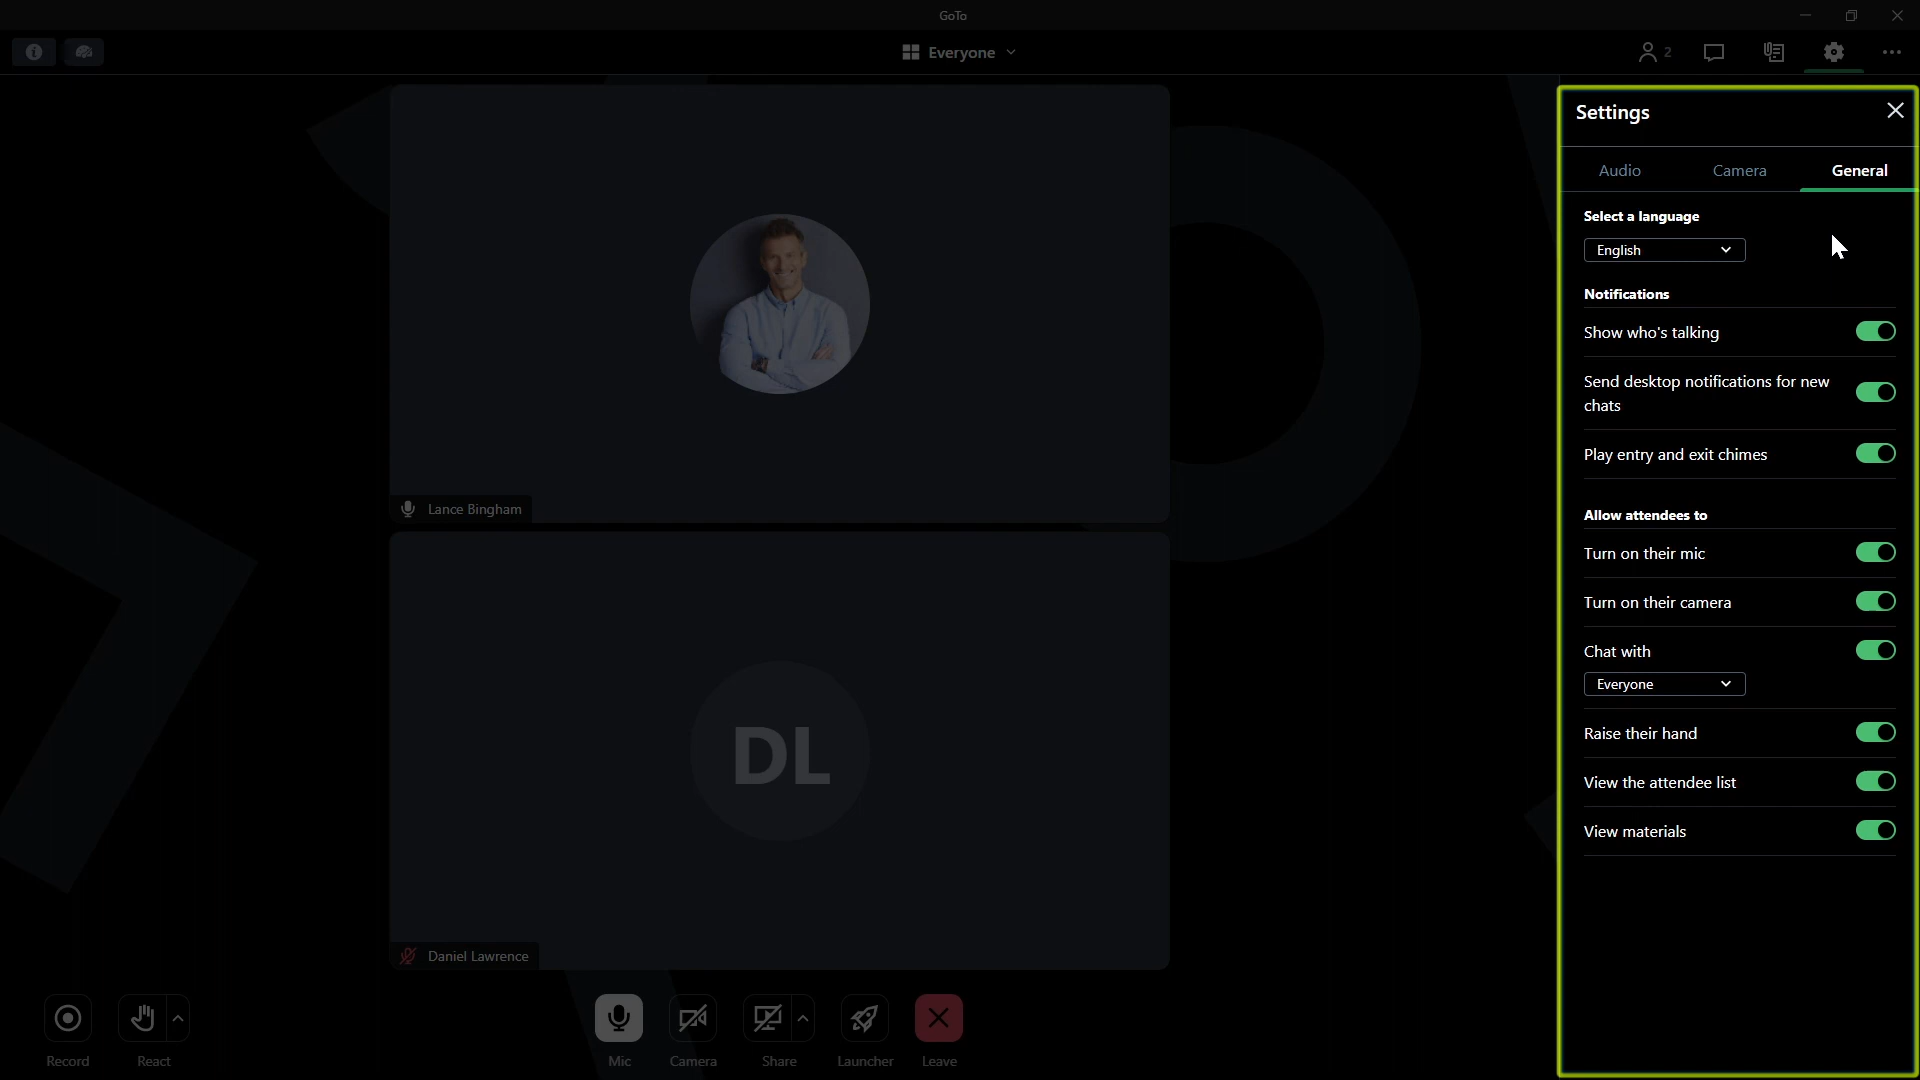 GoTo
Everyone
2
Settings
Audio Camera General
Select a language
English
Notifications
Show who's talking
Send desktop notifications for new
chats
Play entry and exit chimes
Allow attendees to
Turn on their mic
Turn on their camera
Chat with
Everyone
Raise their hand
View the attendee list
View materials
Lance Bingham
DL
Daniel Lawrence
Record React Mic Camera Share Launcher Leave